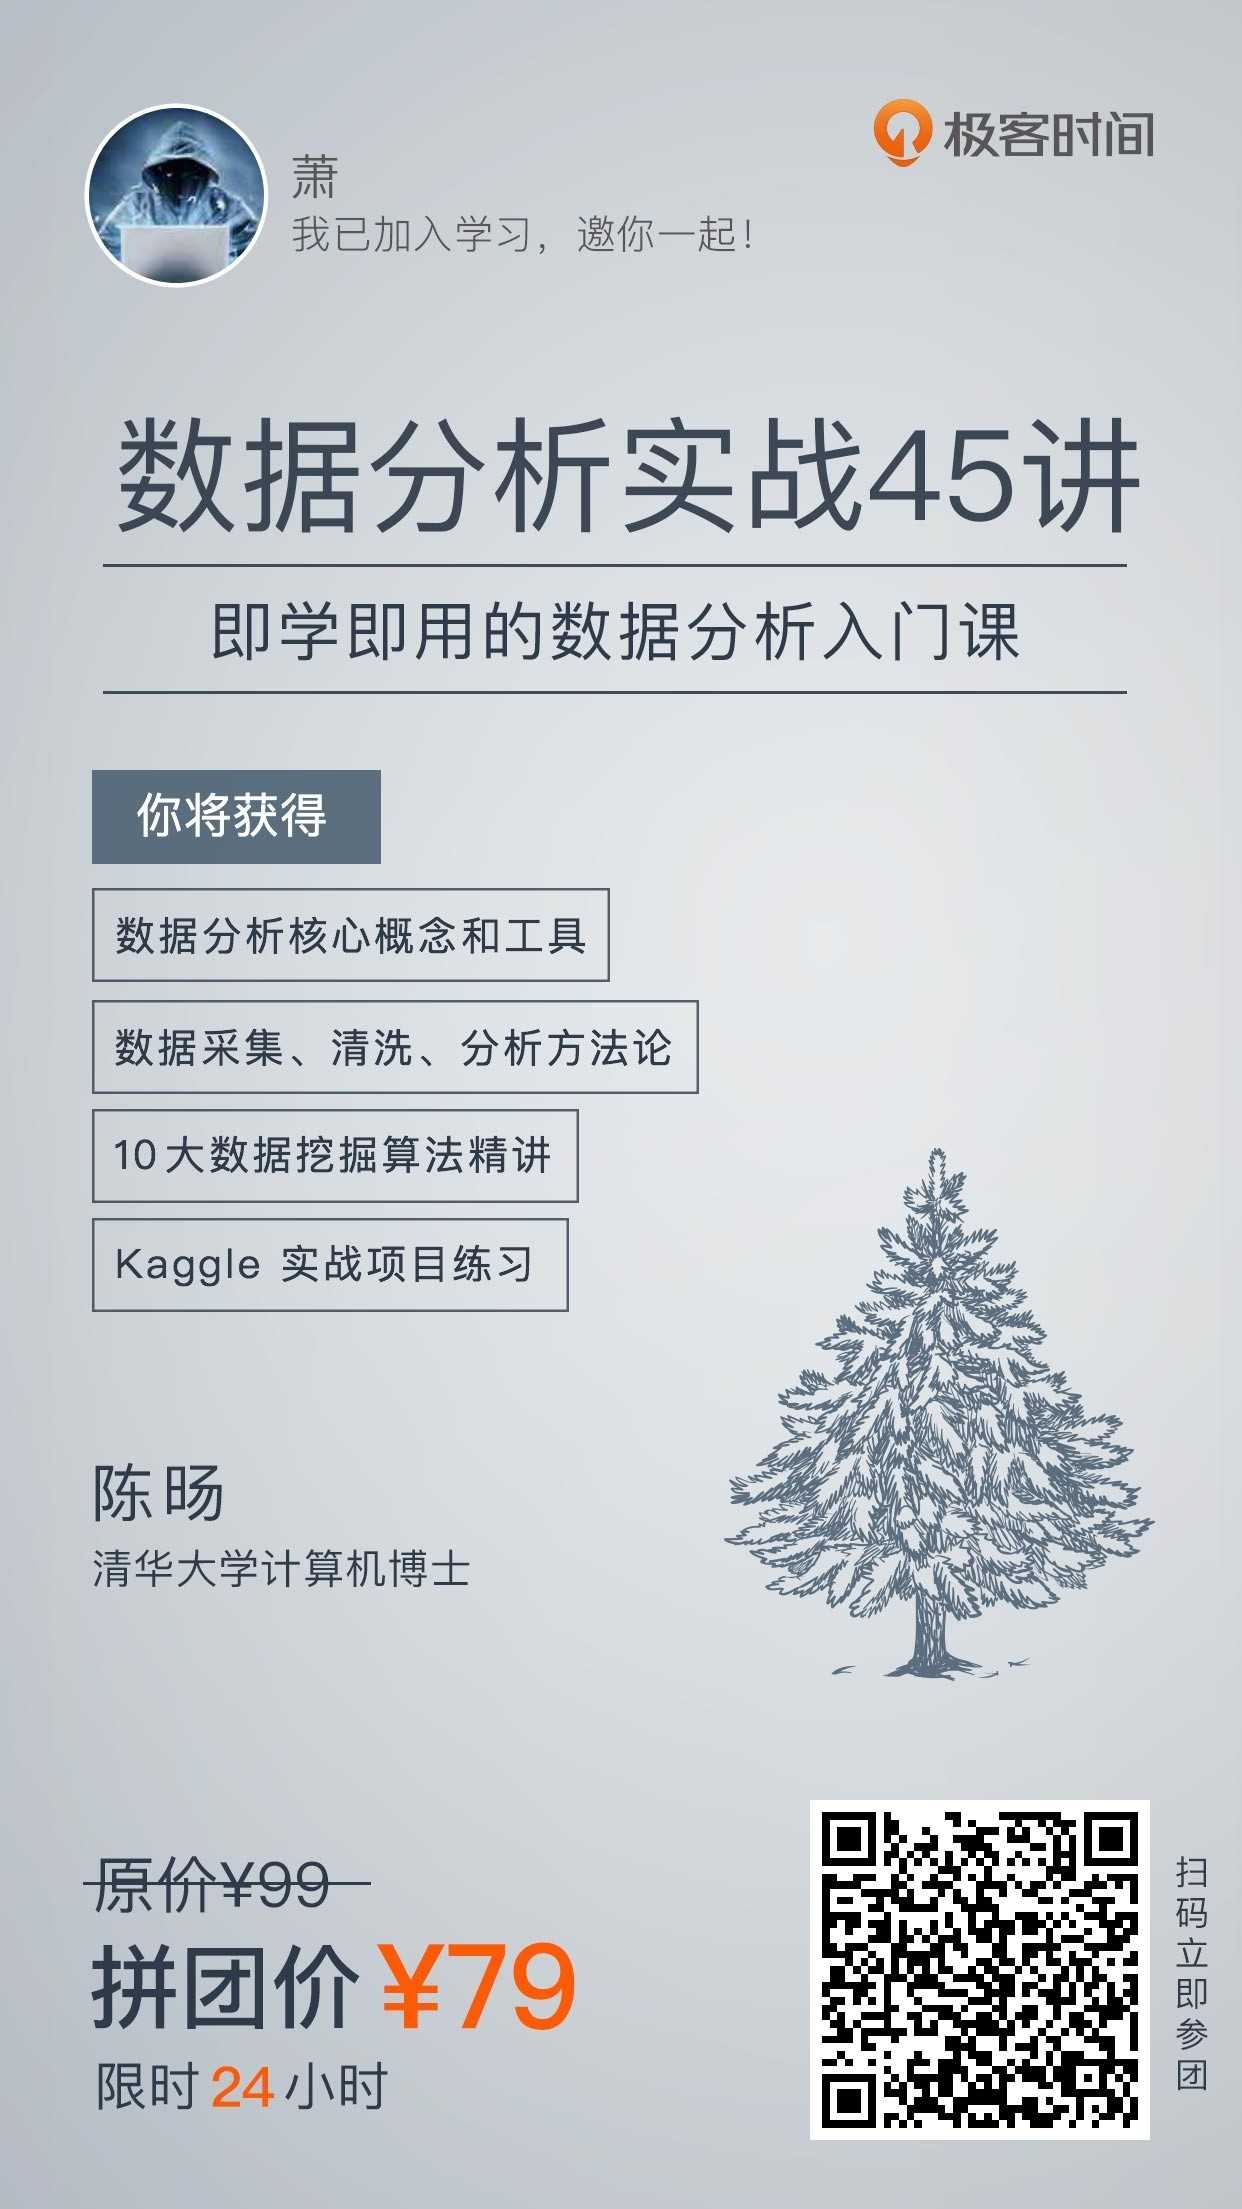 极客时间
萧
我已加入学习，邀你一起！
数据分析实战45讲
即学即用的数据分析入门课
你将获得
数据分析核心概念和工具
数据采集、清洗、分析方法论
10大数据挖掘算法精讲
Kaggle 实战项目练习
陈旸
清华大学计算机博士
原价¥99
拼团价 ¥79
限时 24 小时
扫码立即参团